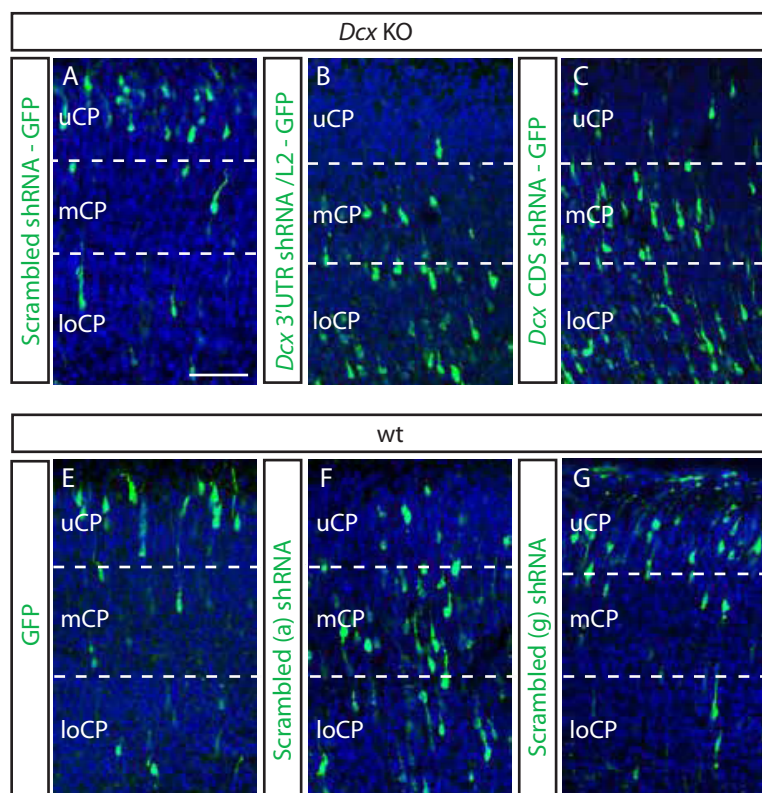 Dcx KO
Scrambled shRNA - GFP
A
uCP
mCP
loCP
Dcx 3'UTR shRNA /L2 - GFP
B
uCP
mCP
loCP
Dcx CDS shRNA - GFP
C
uCP
mCP
loCP
wt
GFP
E
uCP
mCP
loCP
Scrambled (a) shRNA
F
uCP
mCP
loCP
Scrambled (g) shRNA
G
uCP
mCP
loCP